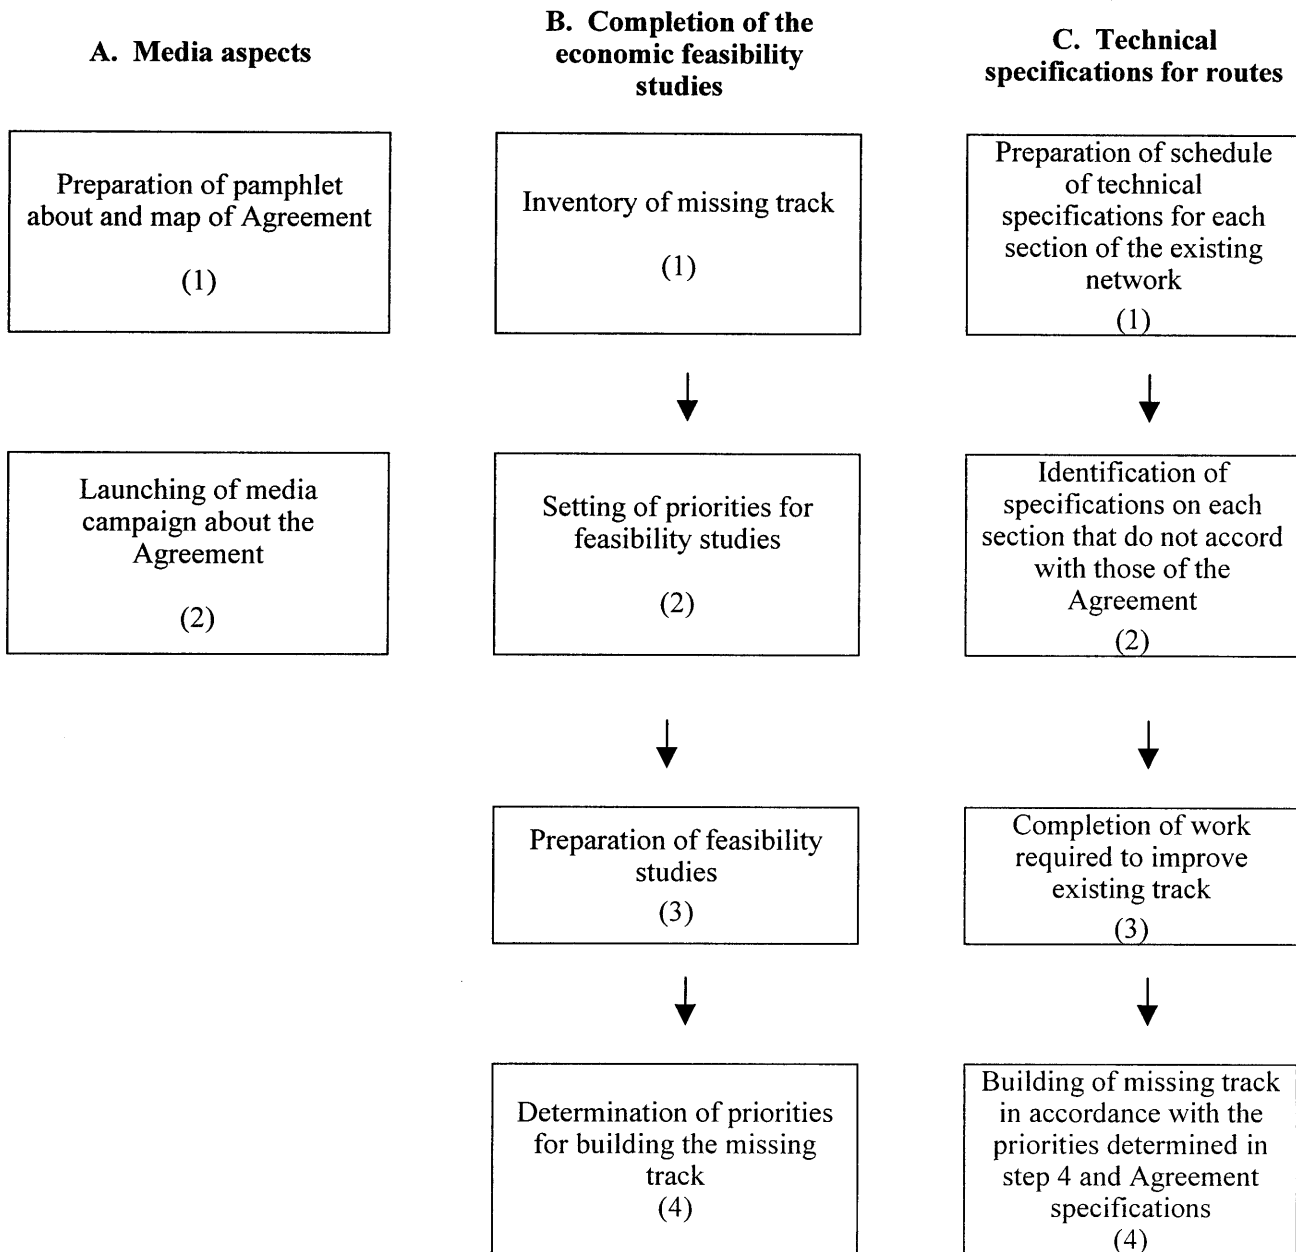 A. Media aspects
B. Completion of the
economic feasibility
studies
C. Technical
specifications for routes
Preparation of pamphlet
about and map of Agreement
(1)
Inventory of missing track
(1)
Preparation of schedule
of technical
specifications for each
section of the existing
network
(1)
Launching of media
campaign about the
Agreement
(2)
Setting of priorities for
feasibility studies
(2)
Identification of
specifications on each
section that do not accord
with those of the
Agreement
(2)
Preparation of feasibility
studies
(3)
Completion of work
required to improve
existing track
(3)
Determination of priorities
for building the missing
track
(4)
Building of missing track
in accordance with the
priorities determined in
step 4 and Agreement
specifications
(4)